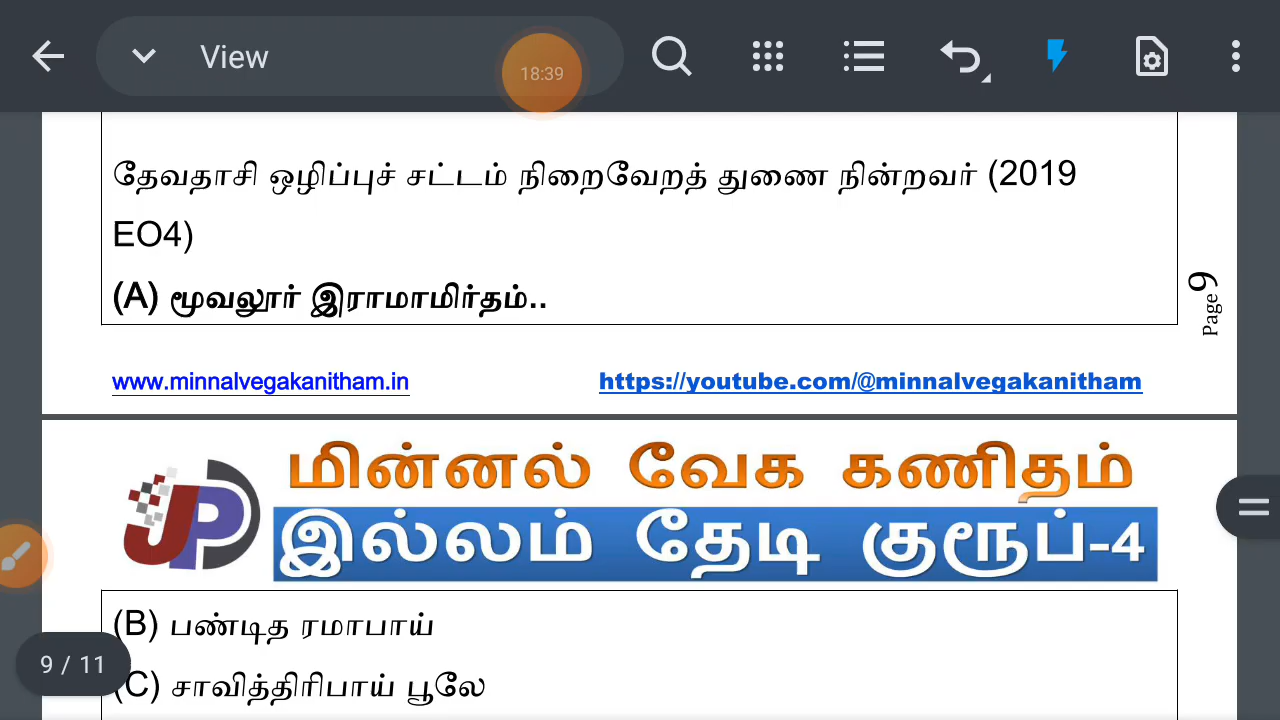 View
18:39
தேவதாசி ஒழிப்புச் சட்டம் நிறைவேறத் துணை நின்றவர் (2019
EO4)
(A) மூவலூர் இராமாமிர்தம்..
Page 9
www.minnalvegakanitham.in https://youtube.com/@minnalvegakanitham
JP
மின்னல் வேக கணிதம்
இல்லம் தேடி குரூப்-4
(B) பண்டித ரமாபாய்
9 / 11
(C) சாவித்திரிபாய் பூலே